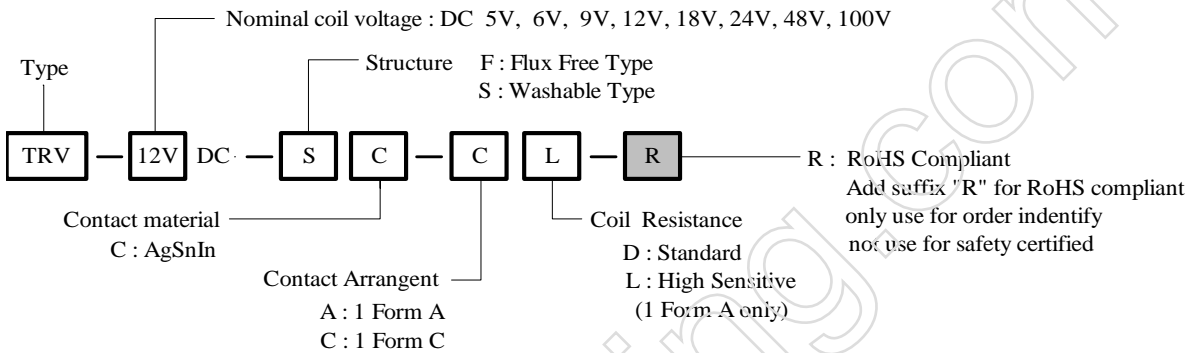 Nominal coil voltage : DC 5V, 6V, 9V, 12V, 18V, 24V, 48V, 100V
Type
Structure F : Flux Free Type
S : Washable Type
TRV 12V DC S C C L R
R : RoHS Compliant
Add suffix "R" for RoHS compliant
only use for order indentify
not use for safety certified
Contact material
C : AgSnIn
Coil Resistance
D : Standard
L : High Sensitive
(1 Form A only)
Contact Arrangent
A : 1 Form A
C : 1 Form C
ing.com